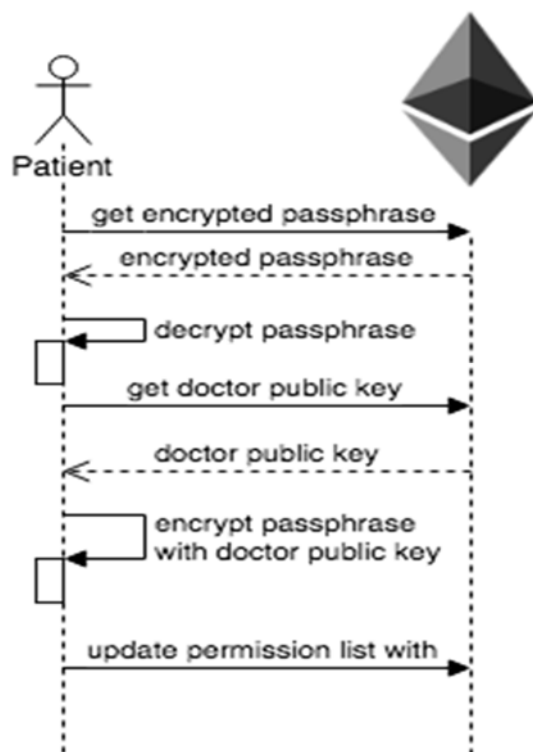 Patient
get encrypted passphrase
encrypted passphrase
decrypt passphrase
get doctor public key
doctor public key
encrypt passphrase
with doctor public key
update permission list with